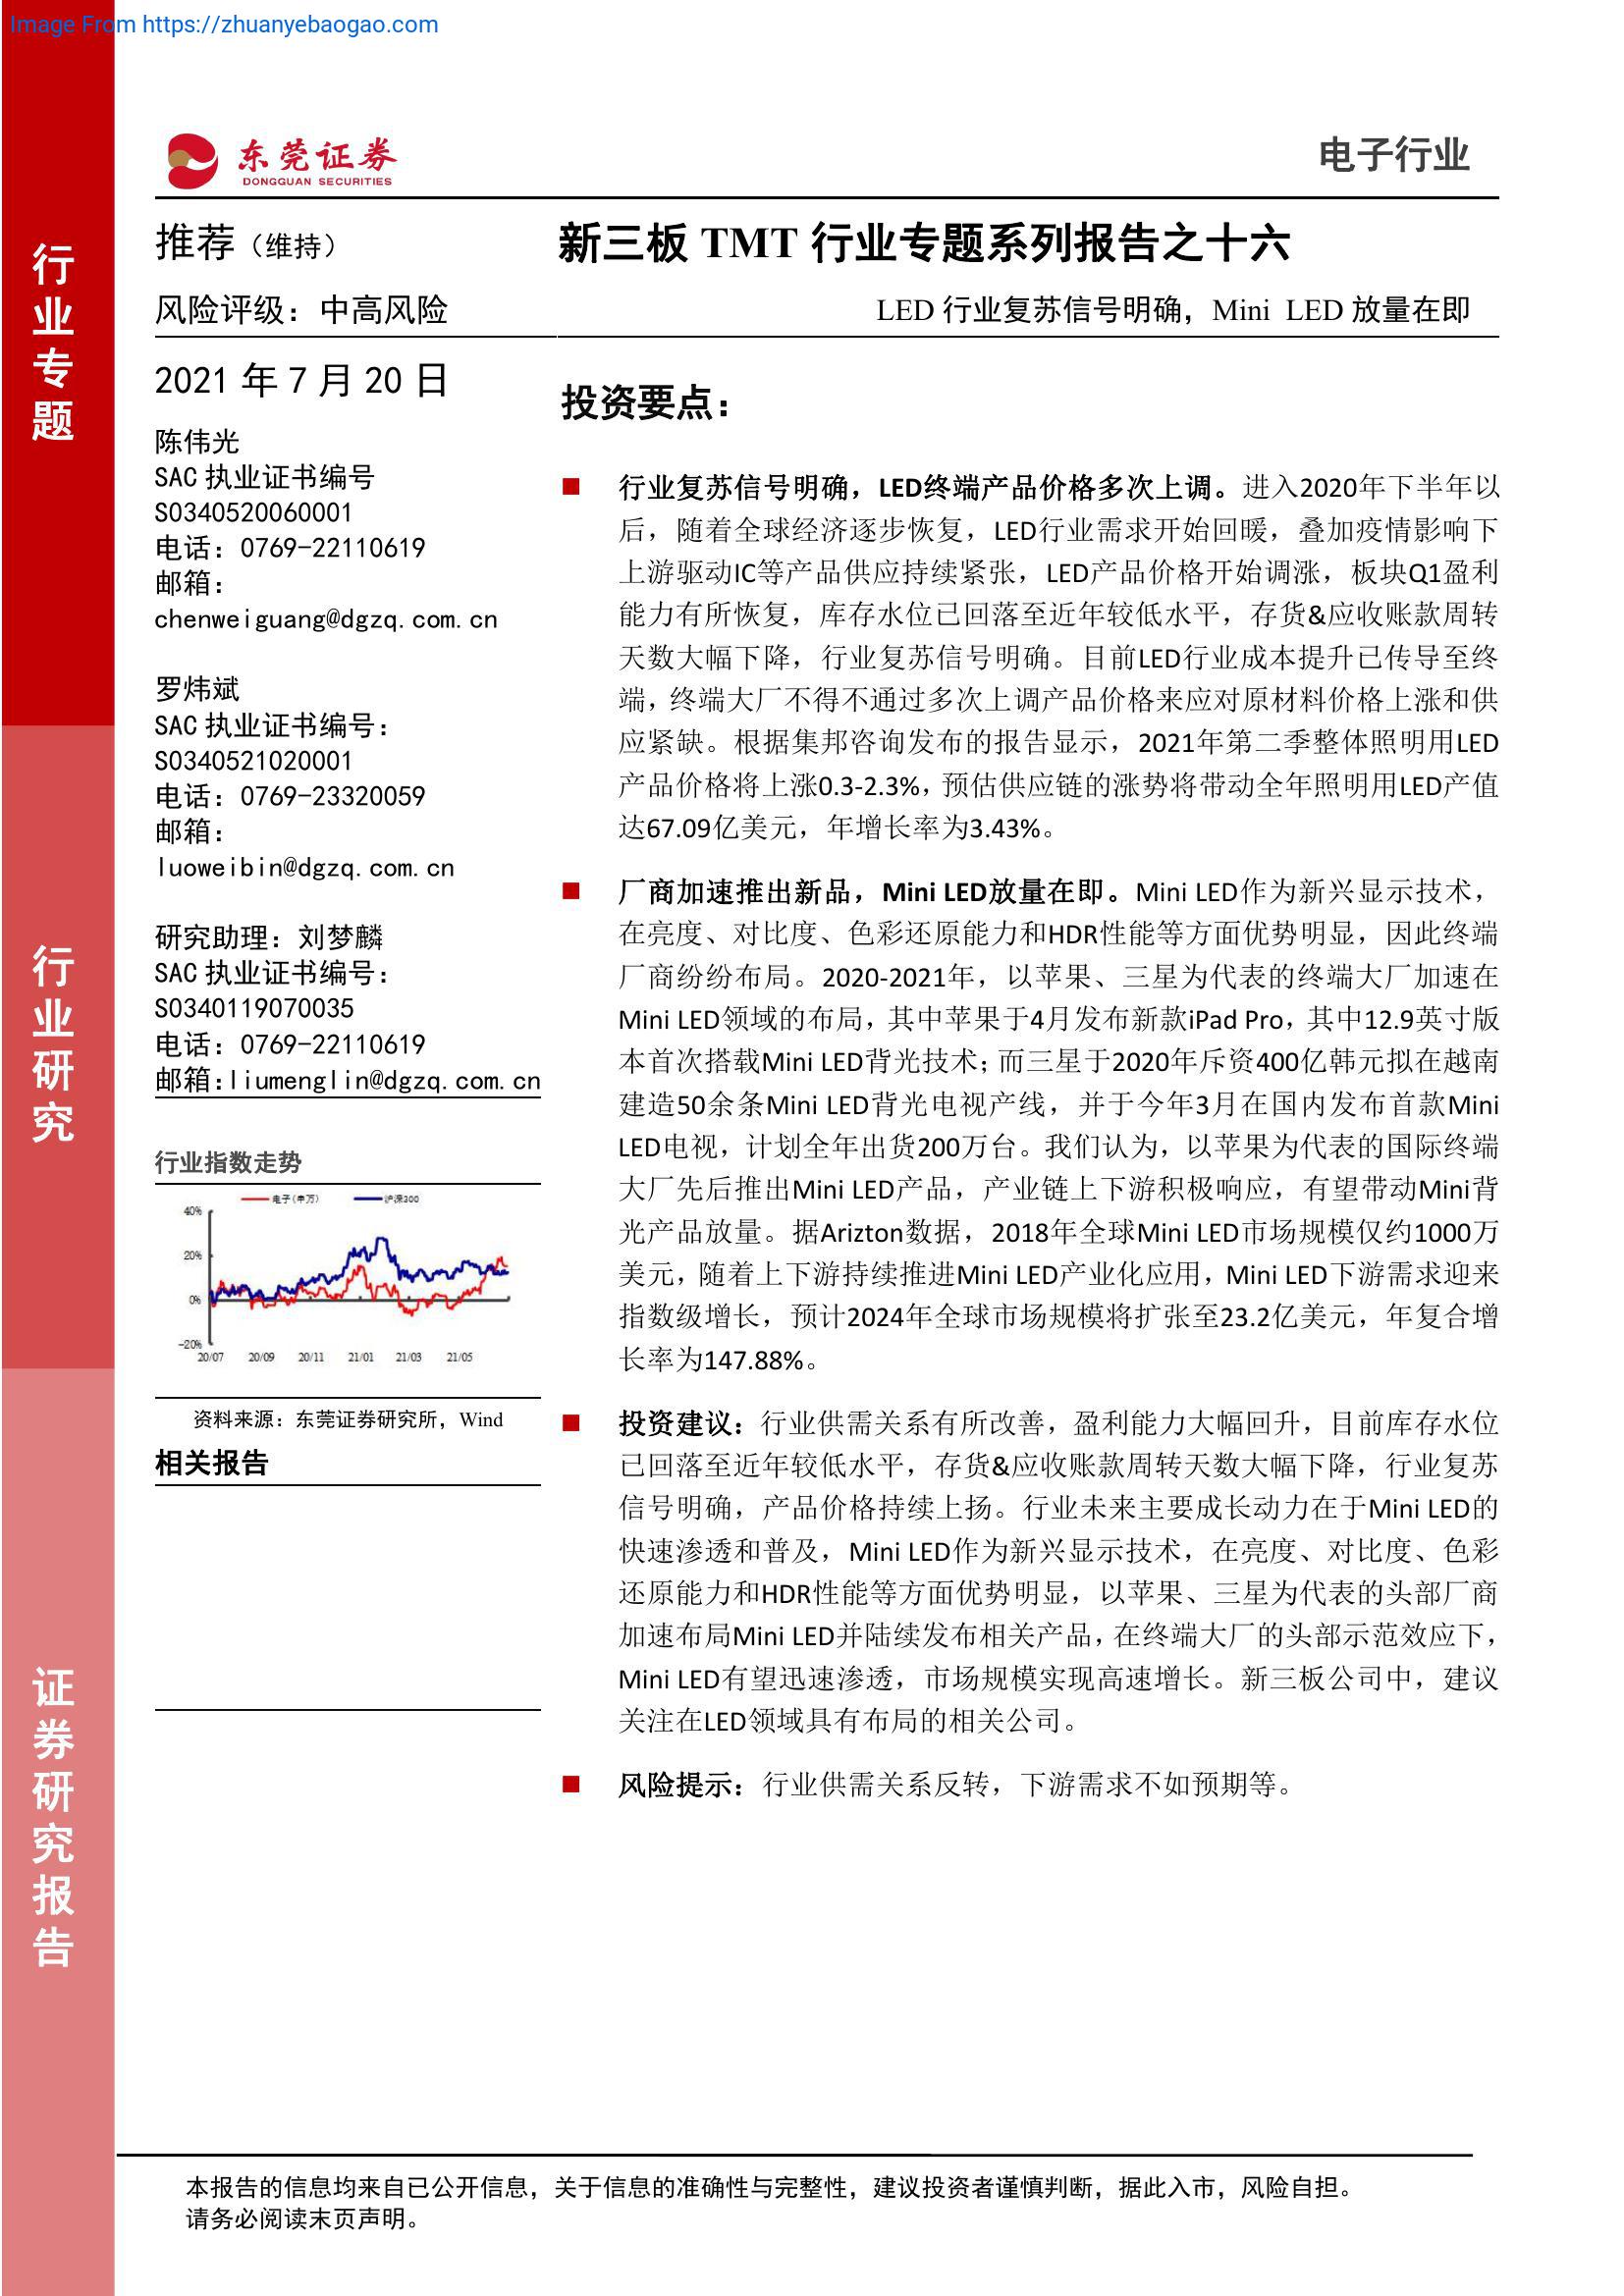 Image From https://zhuanyebaogao.com
行业专题
行业研究
证券研究报告
东莞证券
DONGGUAN SECURITIES
电子行业
推荐（维持）
新三板 TMT 行业专题系列报告之十六
风险评级：中高风险
LED 行业复苏信号明确，Mini LED 放量在即
2021 年 7 月 20 日
陈伟光
SAC 执业证书编号
S0340520060001
电话：0769-22110619
邮箱：
chenweiguang@dgzq.com.cn
罗炜斌
SAC 执业证书编号：
S0340521020001
电话：0769-23320059
邮箱：
luoweibin@dgzq.com.cn
研究助理：刘梦麟
SAC 执业证书编号：
S0340119070035
电话：0769-22110619
邮箱：liumenglin@dgzq.com.cn
行业指数走势
电子(申万) 沪深300
40%
20%
0%
-20%
20/07 20/09 20/11 21/01 21/03 21/05
资料来源：东莞证券研究所，Wind
相关报告
投资要点：
■ 行业复苏信号明确，LED终端产品价格多次上调。进入2020年下半年以
后，随着全球经济逐步恢复，LED行业需求开始回暖，叠加疫情影响下
上游驱动IC等产品供应持续紧张，LED产品价格开始调涨，板块Q1盈利
能力有所恢复，库存水位已回落至近年较低水平，存货&应收账款周转
天数大幅下降，行业复苏信号明确。目前LED行业成本提升已传导至终
端，终端大厂不得不通过多次上调产品价格来应对原材料价格上涨和供
应紧缺。根据集邦咨询发布的报告显示，2021年第二季整体照明用LED
产品价格将上涨0.3-2.3%，预估供应链的涨势将带动全年照明用LED产值
达67.09亿美元，年增长率为3.43%。
■ 厂商加速推出新品，Mini LED放量在即。Mini LED作为新兴显示技术，
在亮度、对比度、色彩还原能力和HDR性能等方面优势明显，因此终端
厂商纷纷布局。2020-2021年，以苹果、三星为代表的终端大厂加速在
Mini LED领域的布局，其中苹果于4月发布新款iPad Pro，其中12.9英寸版
本首次搭载Mini LED背光技术；而三星于2020年斥资400亿韩元拟在越南
建造50余条Mini LED背光电视产线，并于今年3月在国内发布首款Mini
LED电视，计划全年出货200万台。我们认为，以苹果为代表的国际终端
大厂先后推出Mini LED产品，产业链上下游积极响应，有望带动Mini背
光产品放量。据Arizton数据，2018年全球Mini LED市场规模仅约1000万
美元，随着上下游持续推进Mini LED产业化应用，Mini LED下游需求迎来
指数级增长，预计2024年全球市场规模将扩张至23.2亿美元，年复合增
长率为147.88%。
■ 投资建议：行业供需关系有所改善，盈利能力大幅回升，目前库存水位
已回落至近年较低水平，存货&应收账款周转天数大幅下降，行业复苏
信号明确，产品价格持续上扬。行业未来主要成长动力在于Mini LED的
快速渗透和普及，Mini LED作为新兴显示技术，在亮度、对比度、色彩
还原能力和HDR性能等方面优势明显，以苹果、三星为代表的头部厂商
加速布局Mini LED并陆续发布相关产品，在终端大厂的头部示范效应下，
Mini LED有望迅速渗透，市场规模实现高速增长。新三板公司中，建议
关注在LED领域具有布局的相关公司。
■ 风险提示：行业供需关系反转，下游需求不如预期等。
本报告的信息均来自已公开信息，关于信息的准确性与完整性，建议投资者谨慎判断，据此入市，风险自担。
请务必阅读末页声明。